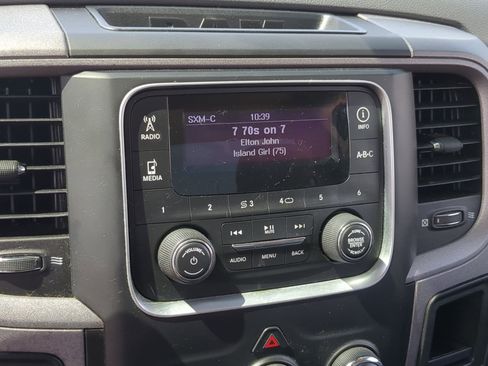 SXM-C 10:39
7 70s on 7
Elton John
Island Girl (75)
RADIO
MEDIA
INFO
A-B-C
1 2 3 4 5 6
MUTE
VOLUME
AUDIO MENU BACK
BROWSE
ENTER